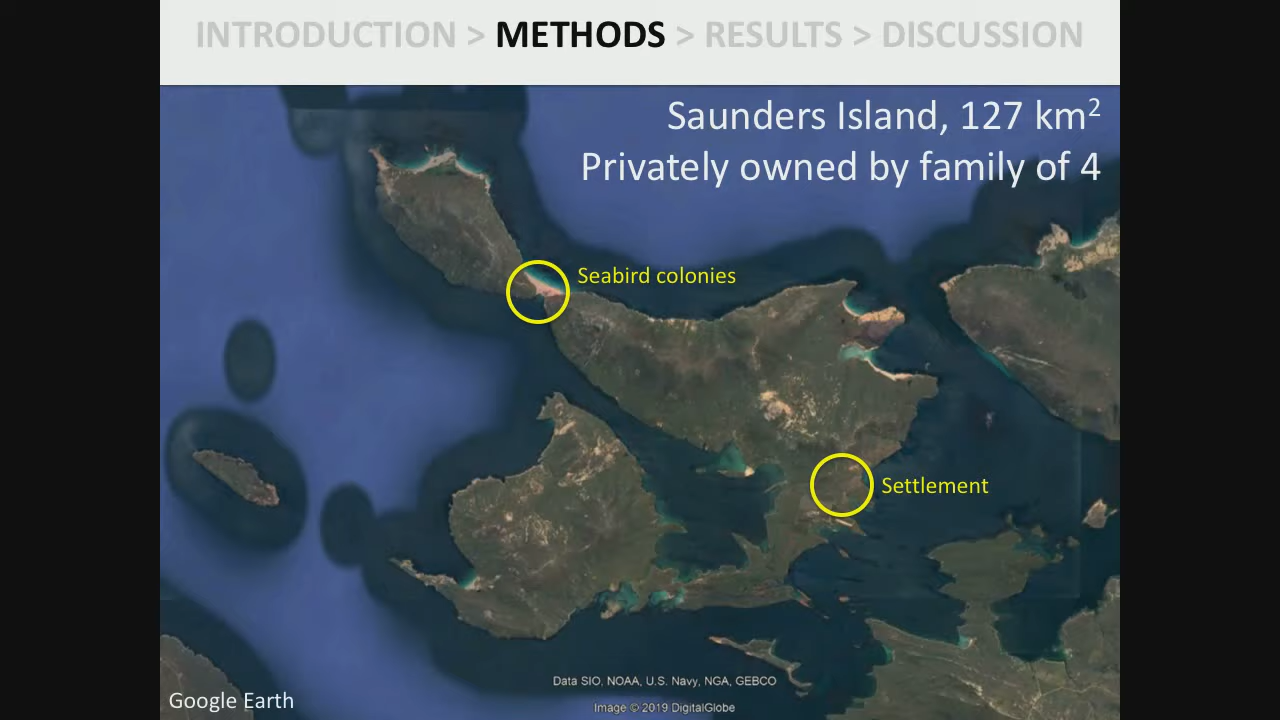 INTRODUCTION > METHODS > RESULTS > DISCUSSION
Saunders Island, 127 km²
Privately owned by family of 4
Seabird colonies
Settlement
Data SIO, NOAA, U.S. Navy, NGA, GEBCO
Google Earth
Image © 2019 DigitalGlobe